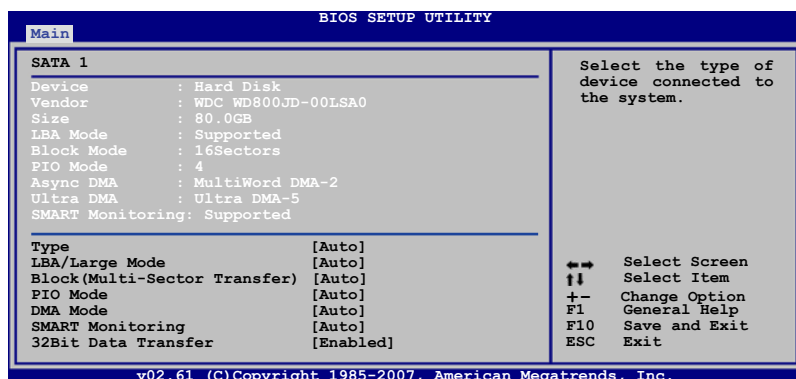 BIOS SETUP UTILITY
Main
SATA 1
Device : Hard Disk
Vendor : WDC WD800JD-00LSA0
Size : 80.0GB
LBA Mode : Supported
Block Mode : 16Sectors
PIO Mode : 4
Async DMA : MultiWord DMA-2
Ultra DMA : Ultra DMA-5
SMART Monitoring: Supported
Type [Auto]
LBA/Large Mode [Auto]
Block(Multi-Sector Transfer) [Auto]
PIO Mode [Auto]
DMA Mode [Auto]
SMART Monitoring [Auto]
32Bit Data Transfer [Enabled]
Select the type of
device connected to
the system.
←→ Select Screen
↑↓ Select Item
+- Change Option
F1 General Help
F10 Save and Exit
ESC Exit
v02.61 (C)Copyright 1985-2007, American Megatrends, Inc.